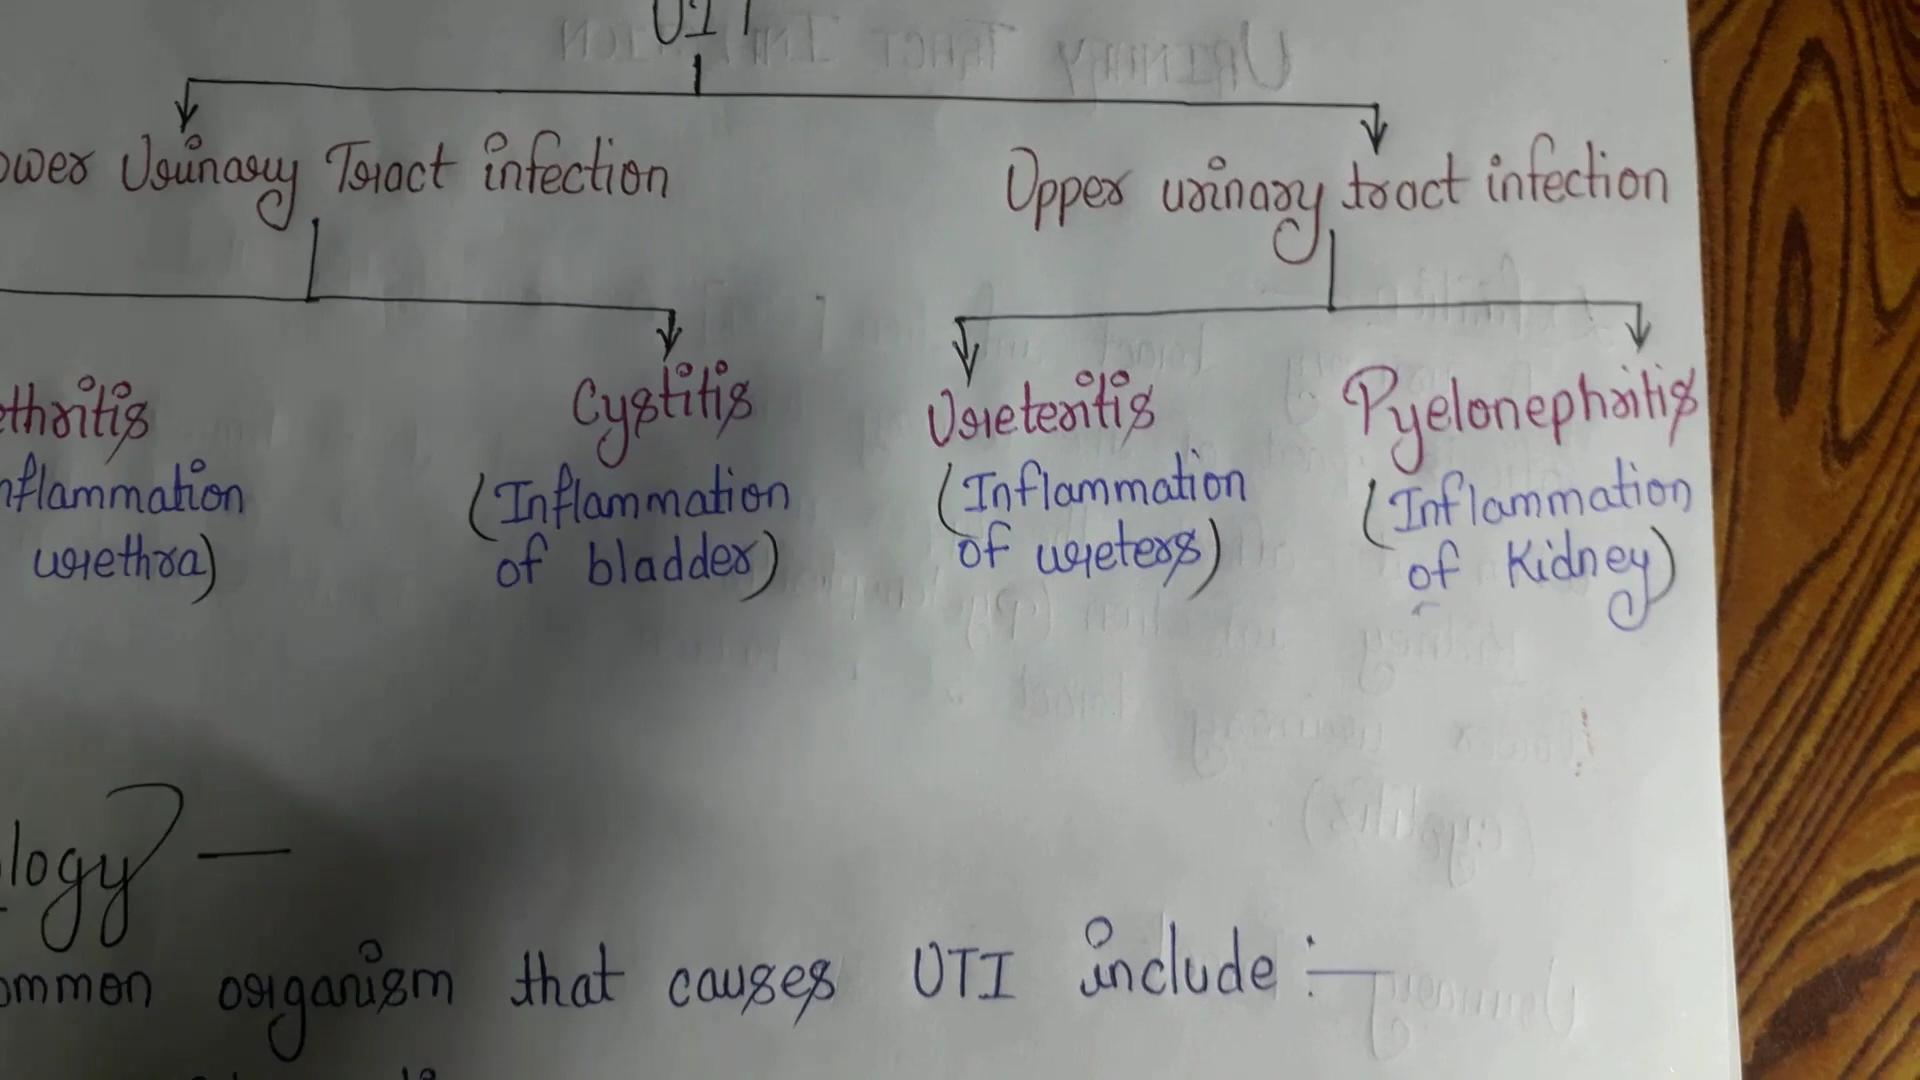 UTI
ower Urinary Tract infection
Upper urinary tract infection
ethritis
nflammation
urethra)
Cystitis
(Inflammation
of bladder)
Ureteritis
(Inflammation
of ureters)
Pyelonephritis
(Inflammation
of Kidney)
logy —
ommon organism that causes UTI include :-